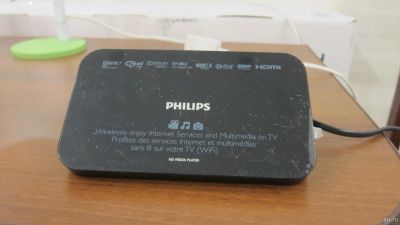 HDMI
PHILIPS
„Wirelessly enjoy Internet Services and Multimedia on TV
Profitez des services Internet et multimédias
sans fil sur votre TV (WiFi)
HD MEDIA PLAYER